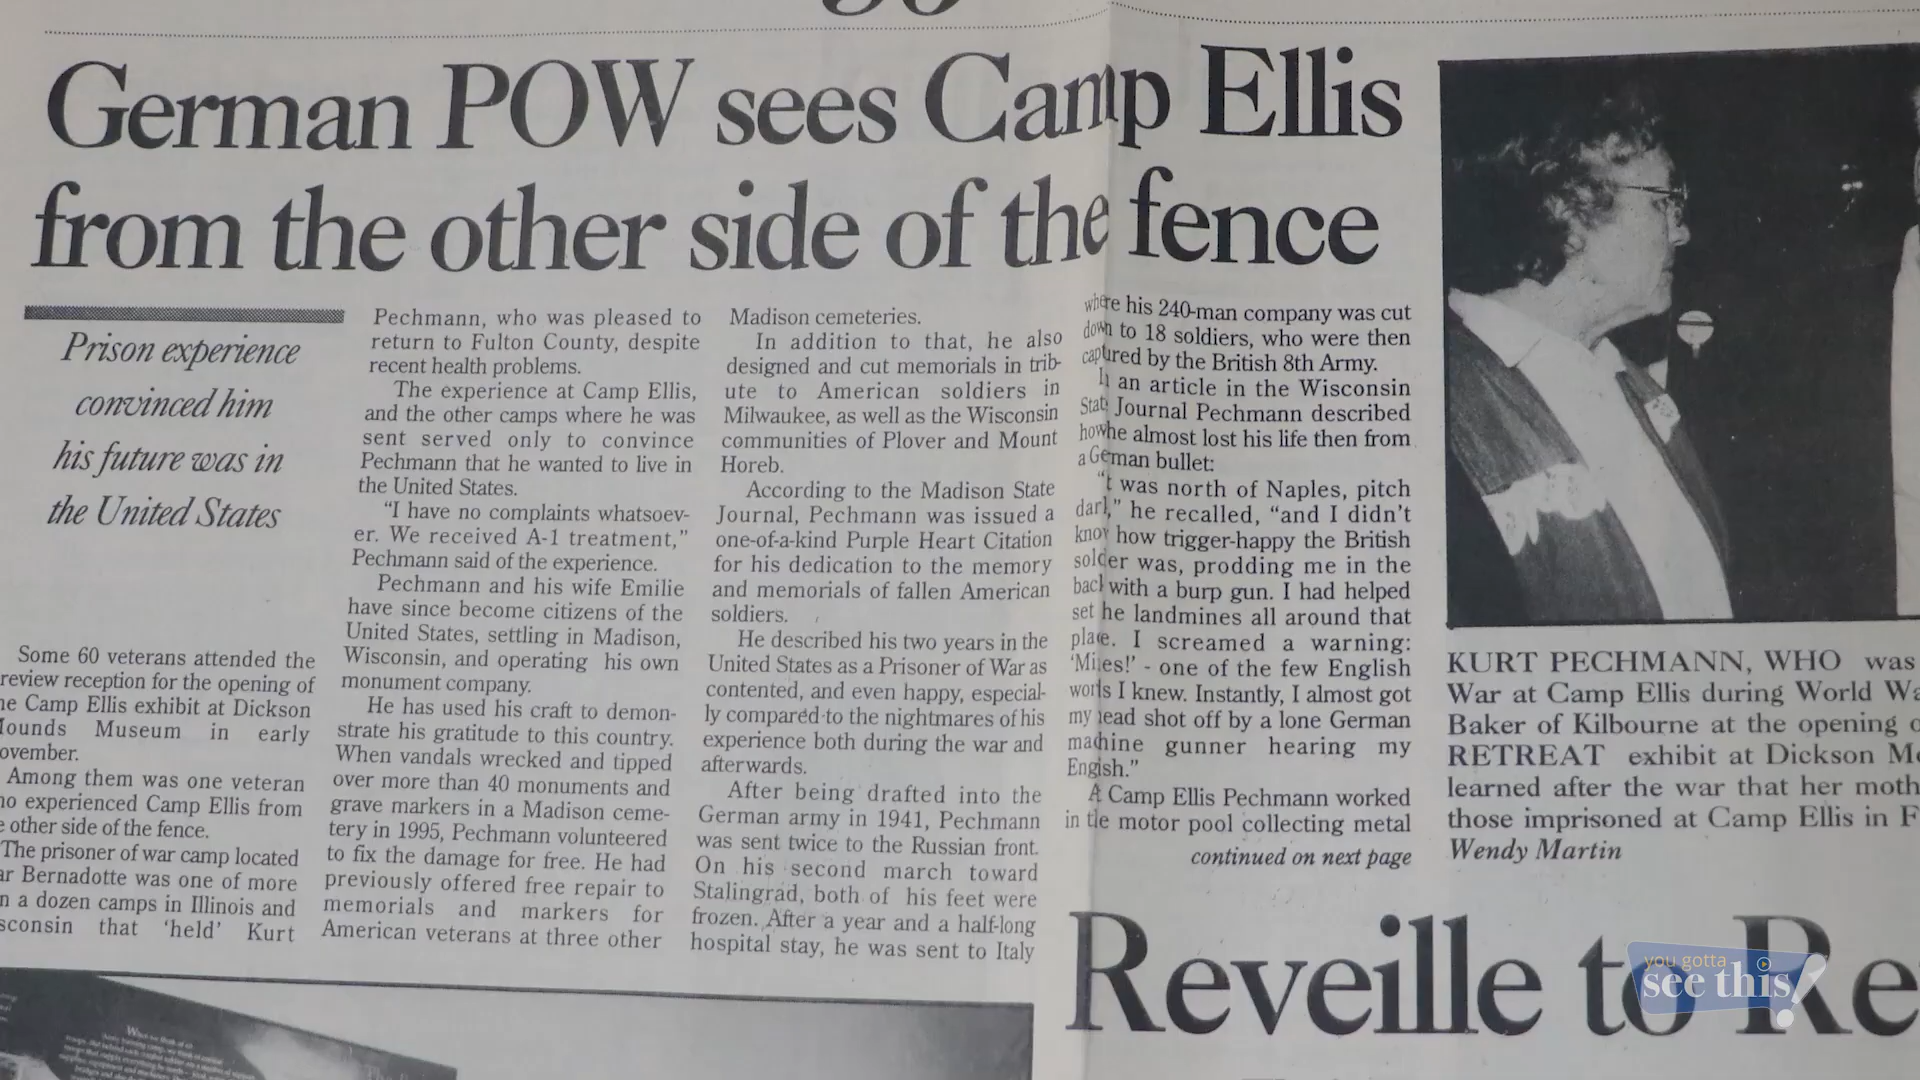 German POW sees Camp Ellis
from the other side of the fence
Prison experience
convinced him
his future was in
the United States
Some 60 veterans attended the
review reception for the opening of
Camp Ellis exhibit at Dickson
Mounds Museum in early
ovember.
Among them was one veteran
who experienced Camp Ellis from
other side of the fence.
The prisoner of war camp located
Bernadotte was one of more
a dozen camps in Illinois and
sconsin that 'held' Kurt
Pechmann, who was pleased to
return to Fulton County, despite
recent health problems.
The experience at Camp Ellis,
and the other camps where he was
sent served only to convince
Pechmann that he wanted to live in
the United States.
"I have no complaints whatsoev-
er. We received A-1 treatment,"
Pechmann said of the experience.
Pechmann and his wife Emilie
have since become citizens of the
United States, settling in Madison,
Wisconsin, and operating his own
monument company.
He has used his craft to demon-
strate his gratitude to this country.
When vandals wrecked and tipped
over more than 40 monuments and
grave markers in a Madison ceme-
tery in 1995, Pechmann volunteered
to fix the damage for free. He had
previously offered free repair to
memorials and markers for
American veterans at three other
Madison cemeteries.
In addition to that, he also
designed and cut memorials in trib-
ute to American soldiers in
Milwaukee, as well as the Wisconsin
communities of Plover and Mount
Horeb.
According to the Madison State
Journal, Pechmann was issued a
one-of-a-kind Purple Heart Citation
for his dedication to the memory
and memorials of fallen American
soldiers.
He described his two years in the
United States as a Prisoner of War as
contented, and even happy, especial-
ly compared to the nightmares of his
experience both during the war and
afterwards.
After being drafted into the
German army in 1941, Pechmann
was sent twice to the Russian front.
On his second march toward
Stalingrad, both of his feet were
frozen. After a year and a half-long
hospital stay, he was sent to Italy
where his 240-man company was cut
down to 18 soldiers, who were then
captured by the British 8th Army.
In an article in the Wisconsin
State Journal Pechmann described
how he almost lost his life then from
a German bullet:
"It was north of Naples, pitch
dark," he recalled, "and I didn't
know how trigger-happy the British
soldier was, prodding me in the
back with a burp gun. I had helped
set the landmines all around that
place. I screamed a warning:
'Mines!' - one of the few English
words I knew. Instantly, I almost got
my head shot off by a lone German
machine gunner hearing my
English."
At Camp Ellis Pechmann worked
in the motor pool collecting metal
continued on next page
KURT PECHMANN, WHO was
War at Camp Ellis during World Wa
Baker of Kilbourne at the opening o
RETREAT exhibit at Dickson Mo
learned after the war that her moth
those imprisoned at Camp Ellis in F
Wendy Martin
Reveille to Re
you gotta
see this!